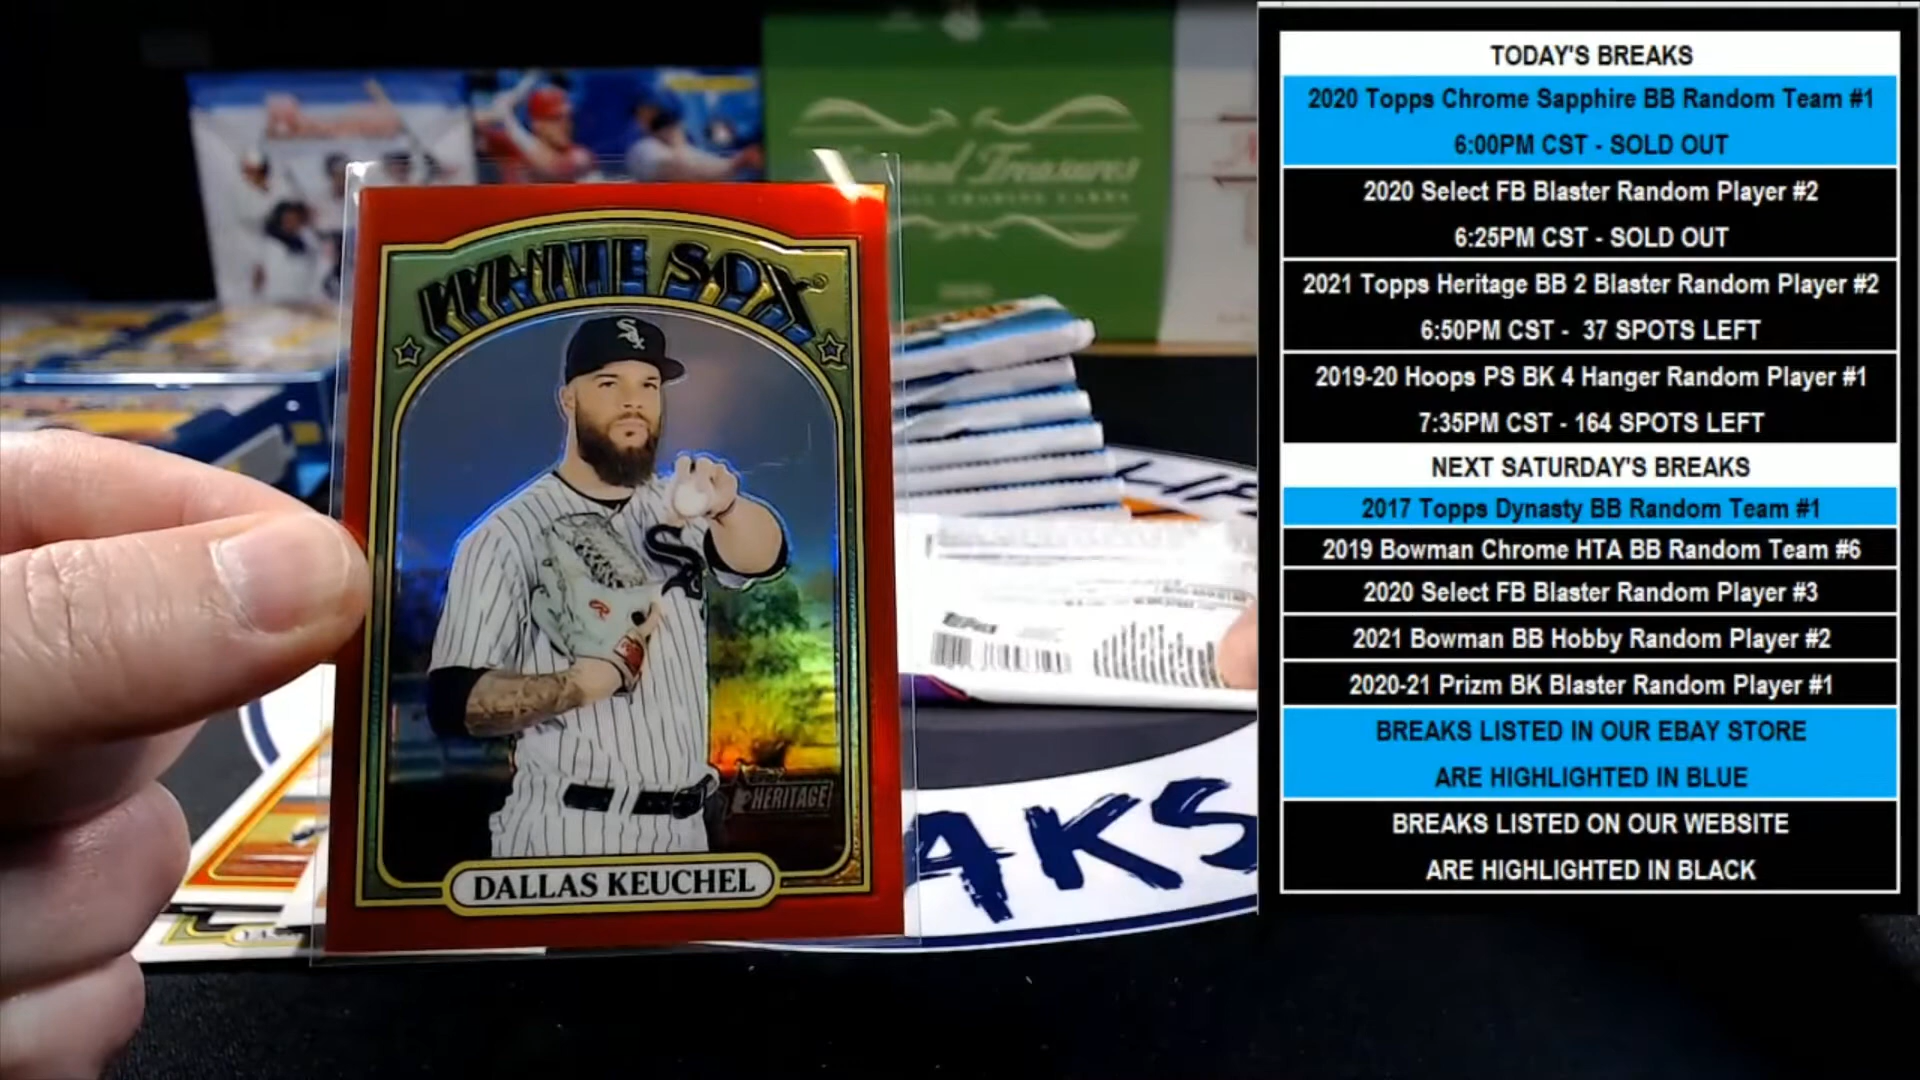 WHITE SOX
HERITAGE
DALLAS KEUCHEL
National Treasures
TRADING CARDS
AKS
TODAY'S BREAKS
2020 Topps Chrome Sapphire BB Random Team #1
6:00PM CST - SOLD OUT
2020 Select FB Blaster Random Player #2
6:25PM CST - SOLD OUT
2021 Topps Heritage BB 2 Blaster Random Player #2
6:50PM CST - 37 SPOTS LEFT
2019-20 Hoops PS BK 4 Hanger Random Player #1
7:35PM CST - 164 SPOTS LEFT
NEXT SATURDAY'S BREAKS
2017 Topps Dynasty BB Random Team #1
2019 Bowman Chrome HTA BB Random Team #6
2020 Select FB Blaster Random Player #3
2021 Bowman BB Hobby Random Player #2
2020-21 Prizm BK Blaster Random Player #1
BREAKS LISTED IN OUR EBAY STORE
ARE HIGHLIGHTED IN BLUE
BREAKS LISTED ON OUR WEBSITE
ARE HIGHLIGHTED IN BLACK